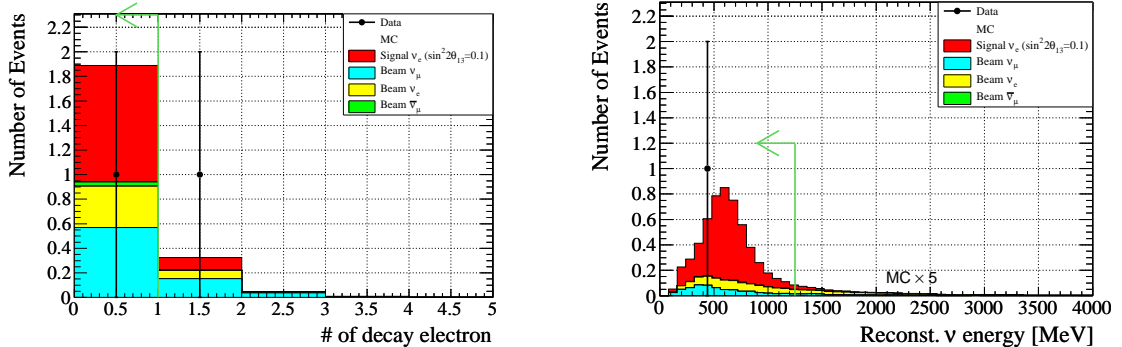 Number of Events
2.2
2
1.8
1.6
1.4
1.2
1
0.8
0.6
0.4
0.2
0
0 0.5 1 1.5 2 2.5 3 3.5 4 4.5 5
# of decay electron
Data
MC
Signal νe (sin²2θ13=0.1)
Beam νμ
Beam νe
Beam ν̅μ
Number of Events
2.2
2
1.8
1.6
1.4
1.2
1
0.8
0.6
0.4
0.2
0
0 500 1000 1500 2000 2500 3000 3500 4000
Reconst. ν energy [MeV]
Data
MC
Signal νe (sin²2θ13=0.1)
Beam νμ
Beam νe
Beam ν̅μ
MC × 5